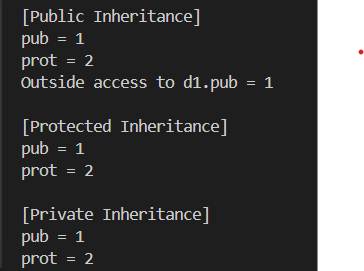 [Public Inheritance]
pub = 1
prot = 2
Outside access to d1.pub = 1

[Protected Inheritance]
pub = 1
prot = 2

[Private Inheritance]
pub = 1
prot = 2